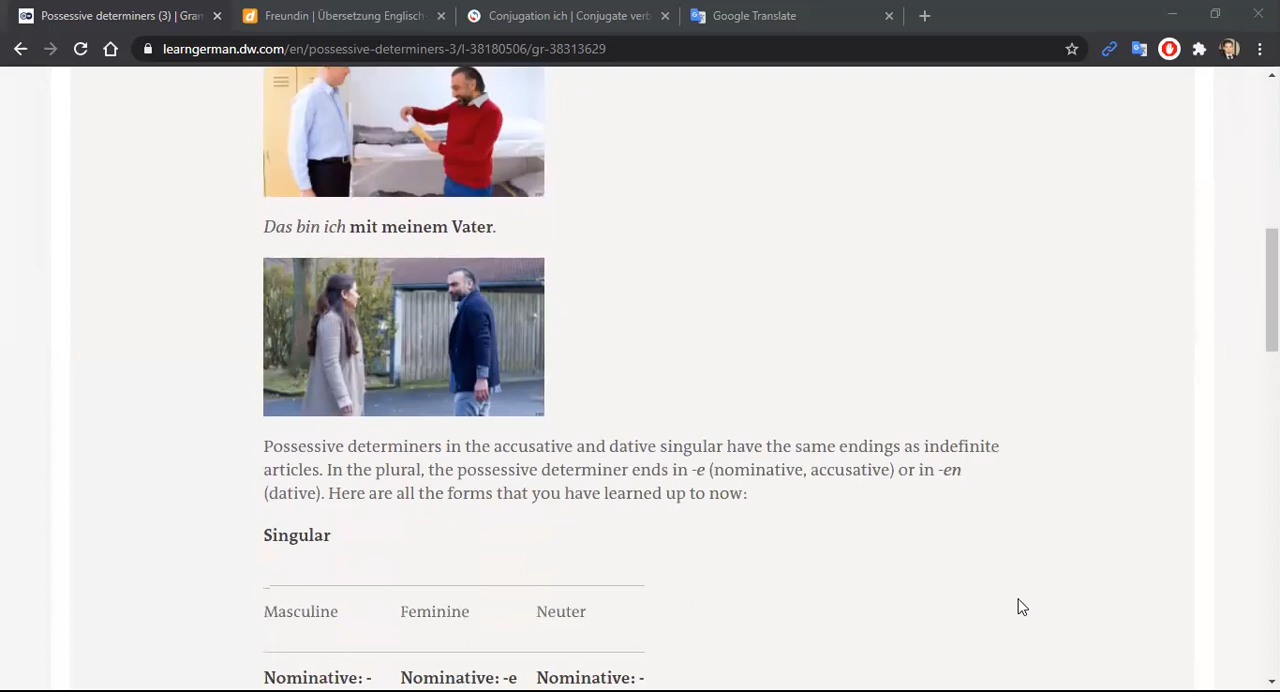 Possessive determiners (3) | Gran
Freundin | Übersetzung Englisch-
Conjugation ich | Conjugate verb
Google Translate
learngerman.dw.com/en/possessive-determiners-3/l-38180506/gr-38313629
Das bin ich mit meinem Vater.
Possessive determiners in the accusative and dative singular have the same endings as indefinite
articles. In the plural, the possessive determiner ends in -e (nominative, accusative) or in -en
(dative). Here are all the forms that you have learned up to now:
Singular
Masculine Feminine Neuter
Nominative: - Nominative: -e Nominative: -